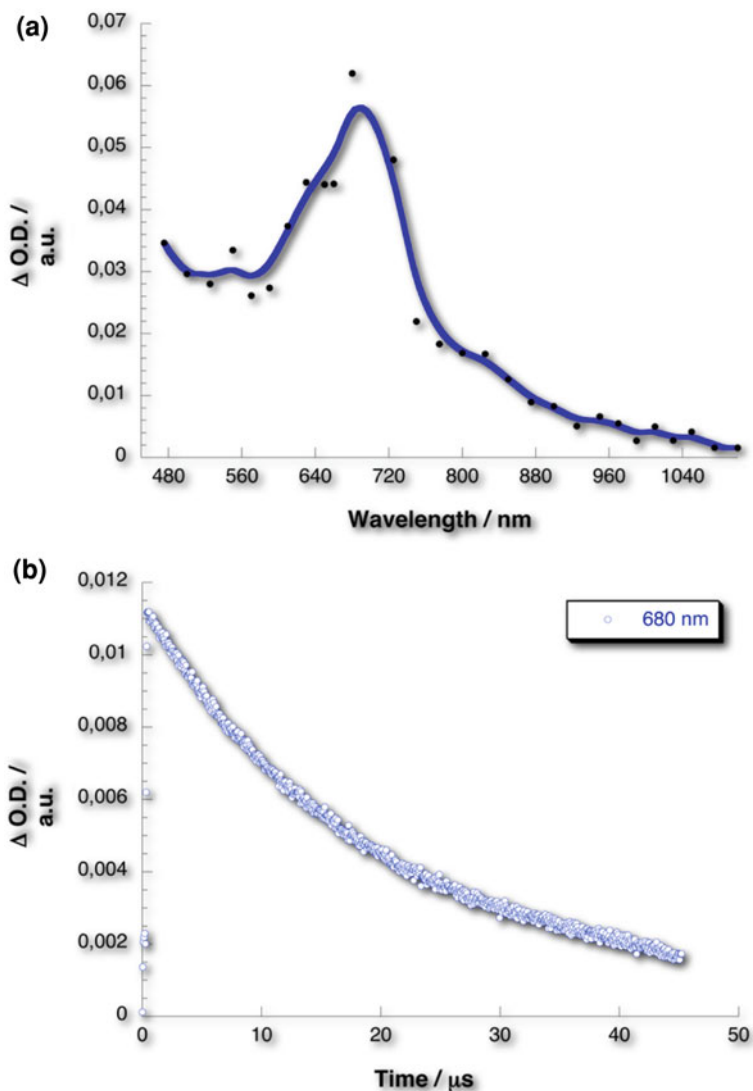 (a)
0,07
0,06
0,05
0,04
0,03
0,02
0,01
0
Δ O.D. /
a.u.
480 560 640 720 800 880 960 1040
Wavelength / nm
(b)
0,012
0,01
0,008
0,006
0,004
0,002
0
Δ O.D. /
a.u.
680 nm
0 10 20 30 40 50
Time / μs